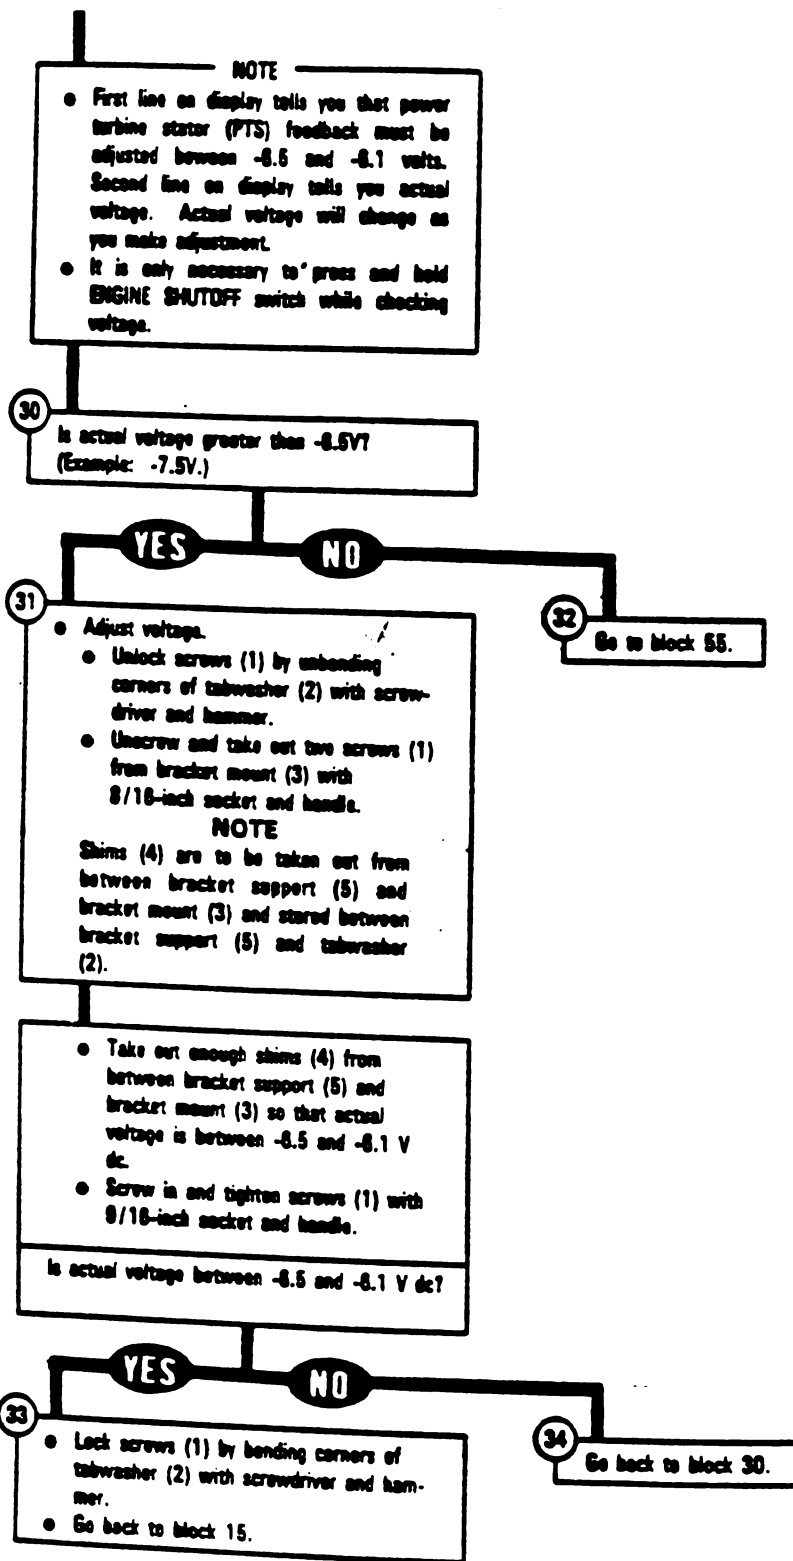 NOTE
● First line on display tells you that power
turbine stator (PTS) feedback must be
adjusted beween -6.5 and -6.1 volts.
Second line on display tells you actual
voltage. Actual voltage will change as
you make adjustment.
● It is only necessary to press and hold
ENGINE SHUTOFF switch while checking
voltage.
30
Is actual voltage greater than -6.5V?
(Example: -7.5V.)
YES
NO
31
● Adjust voltage.
● Unlock screws (1) by unbending
corners of tabwasher (2) with screw-
driver and hammer.
● Unscrew and take out two screws (1)
from bracket mount (3) with
9/16-inch socket and handle.
NOTE
Shims (4) are to be taken out from
between bracket support (5) and
bracket mount (3) and stored between
bracket support (5) and tabwasher
(2).
32
Go to block 55.
● Take out enough shims (4) from
between bracket support (5) and
bracket mount (3) so that actual
voltage is between -6.5 and -6.1 V
dc.
● Screw in and tighten screws (1) with
9/16-inch socket and handle.
Is actual voltage between -6.5 and -6.1 V dc?
YES
NO
33
● Lock screws (1) by bending corners of
tabwasher (2) with screwdriver and ham-
mer.
● Go back to block 15.
34
Go back to block 30.